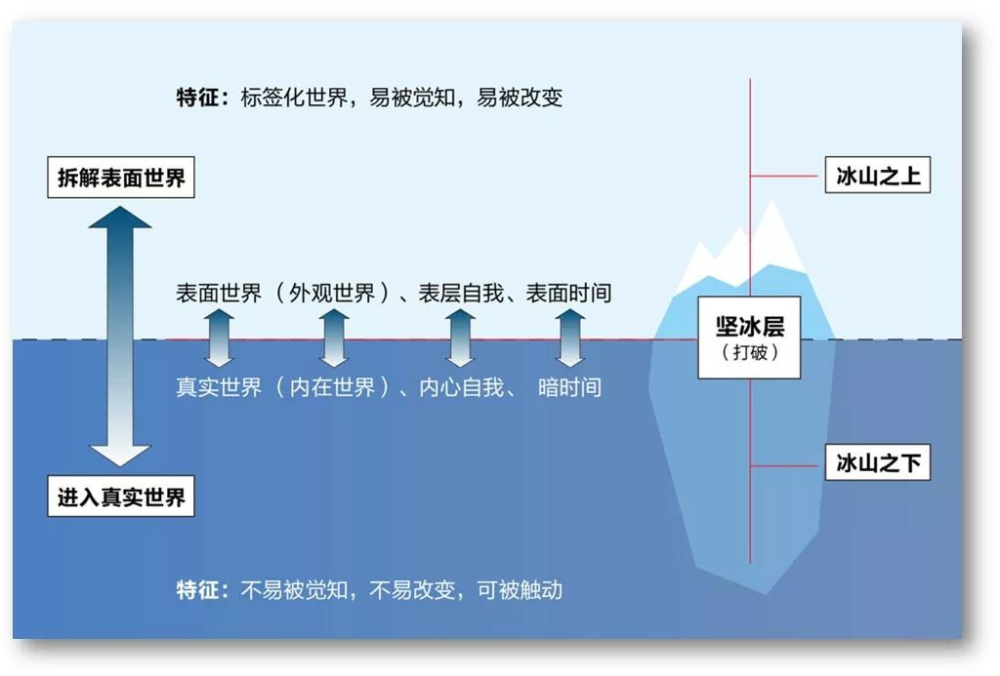 特征：标签化世界，易被觉知，易被改变
拆解表面世界
冰山之上
表面世界（外观世界）、表层自我、表面时间
坚冰层
（打破）
真实世界（内在世界）、内心自我、 暗时间
冰山之下
进入真实世界
特征：不易被觉知，不易改变，可被触动